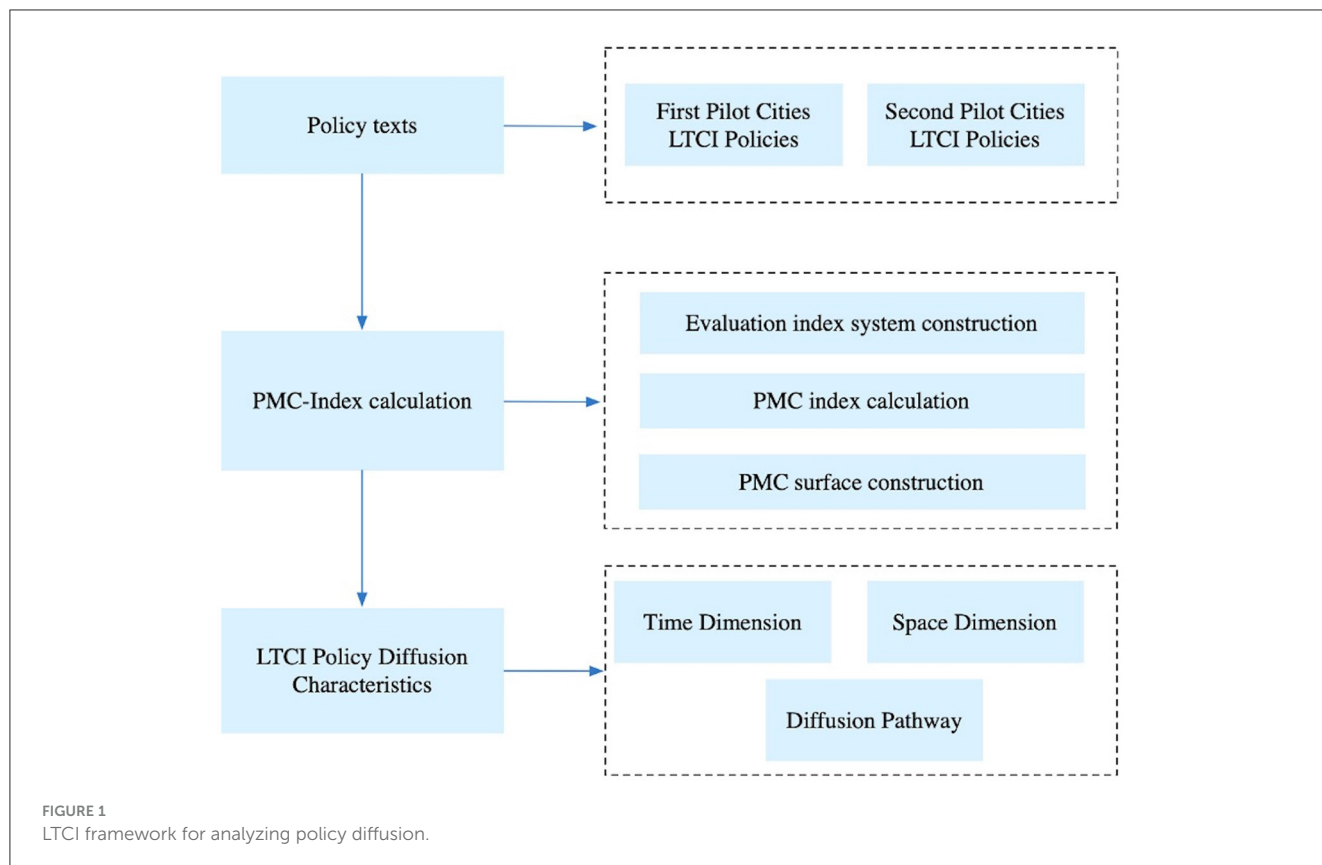 Policy texts
First Pilot Cities
LTCI Policies
Second Pilot Cities
LTCI Policies
PMC-Index calculation
Evaluation index system construction
PMC index calculation
PMC surface construction
LTCI Policy Diffusion
Characteristics
Time Dimension
Space Dimension
Diffusion Pathway
FIGURE 1
LTCI framework for analyzing policy diffusion.